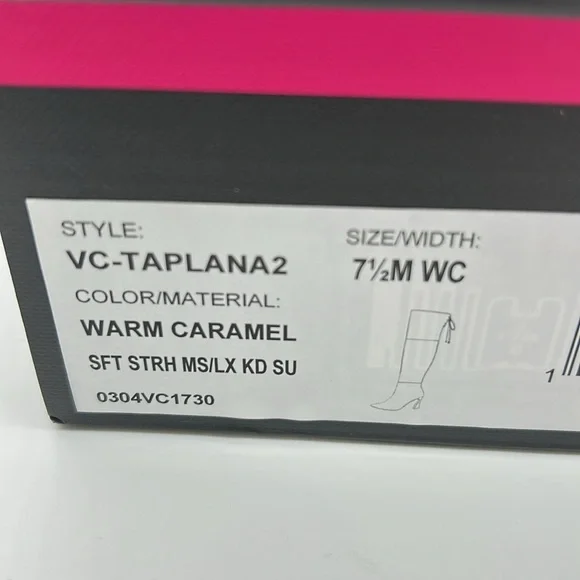 STYLE:
VC-TAPLANA2
COLOR/MATERIAL:
WARM CARAMEL
SFT STRH MS/LX KD SU
0304VC1730
SIZE/WIDTH:
7½M WC
1